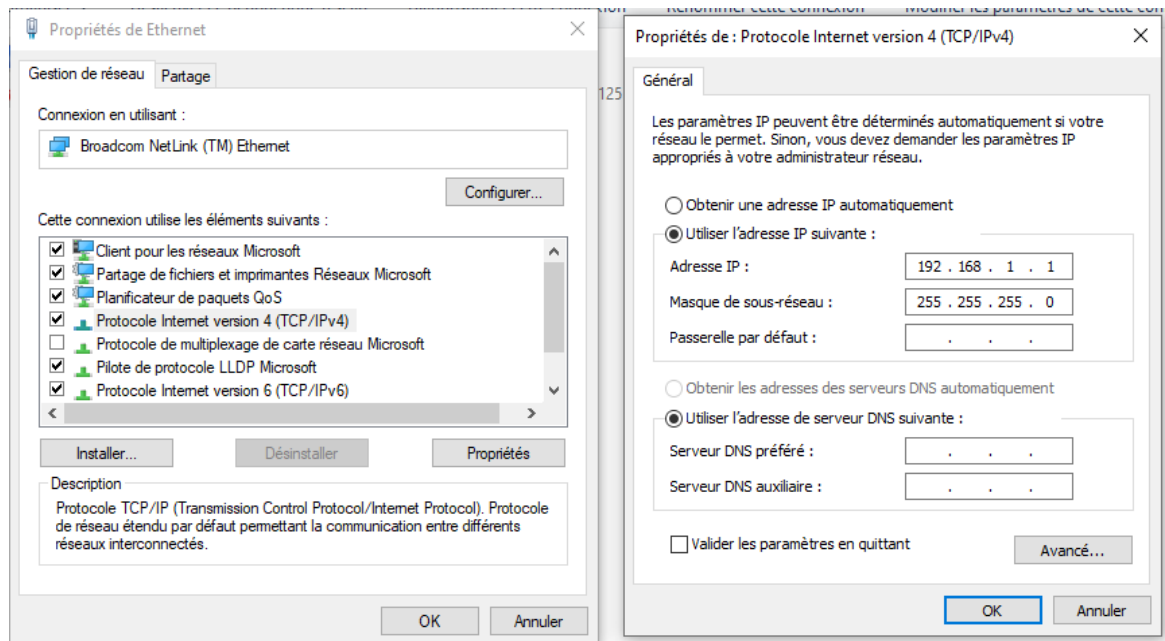 Renommer cette connexion
Modifier les paramètres de cette con
Propriétés de Ethernet
Gestion de réseau
Partage
Connexion en utilisant :
Broadcom NetLink (TM) Ethernet
Configurer...
Cette connexion utilise les éléments suivants :
Client pour les réseaux Microsoft
Partage de fichiers et imprimantes Réseaux Microsoft
Planificateur de paquets QoS
Protocole Internet version 4 (TCP/IPv4)
Protocole de multiplexage de carte réseau Microsoft
Pilote de protocole LLDP Microsoft
Protocole Internet version 6 (TCP/IPv6)
Installer...
Désinstaller
Propriétés
Description
Protocole TCP/IP (Transmission Control Protocol/Internet Protocol). Protocole
de réseau étendu par défaut permettant la communication entre différents
réseaux interconnectés.
OK
Annuler
125
Propriétés de : Protocole Internet version 4 (TCP/IPv4)
Général
Les paramètres IP peuvent être déterminés automatiquement si votre
réseau le permet. Sinon, vous devez demander les paramètres IP
appropriés à votre administrateur réseau.
Obtenir une adresse IP automatiquement
Utiliser l'adresse IP suivante :
Adresse IP :
192 . 168 . 1 . 1
Masque de sous-réseau :
255 . 255 . 255 . 0
Passerelle par défaut :
. . .
Obtenir les adresses des serveurs DNS automatiquement
Utiliser l'adresse de serveur DNS suivante :
Serveur DNS préféré :
. . .
Serveur DNS auxiliaire :
. . .
Valider les paramètres en quittant
Avancé...
OK
Annuler